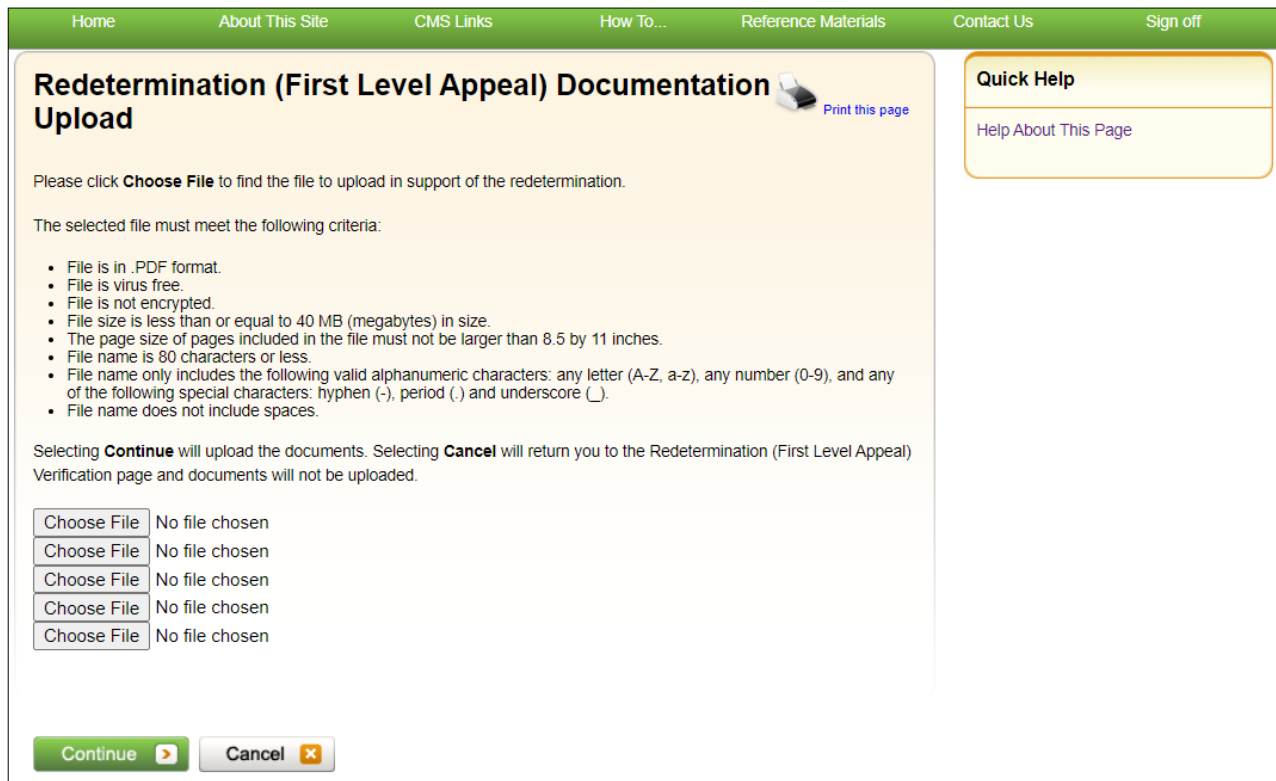 Home About This Site CMS Links How To... Reference Materials Contact Us Sign off
Redetermination (First Level Appeal) Documentation
Upload
Print this page
Quick Help
Help About This Page
Please click Choose File to find the file to upload in support of the redetermination.
The selected file must meet the following criteria:
• File is in .PDF format.
• File is virus free.
• File is not encrypted.
• File size is less than or equal to 40 MB (megabytes) in size.
• The page size of pages included in the file must not be larger than 8.5 by 11 inches.
• File name is 80 characters or less.
• File name only includes the following valid alphanumeric characters: any letter (A-Z, a-z), any number (0-9), and any
of the following special characters: hyphen (-), period (.) and underscore (_).
• File name does not include spaces.
Selecting Continue will upload the documents. Selecting Cancel will return you to the Redetermination (First Level Appeal)
Verification page and documents will not be uploaded.
Choose File No file chosen
Choose File No file chosen
Choose File No file chosen
Choose File No file chosen
Choose File No file chosen
Continue Cancel